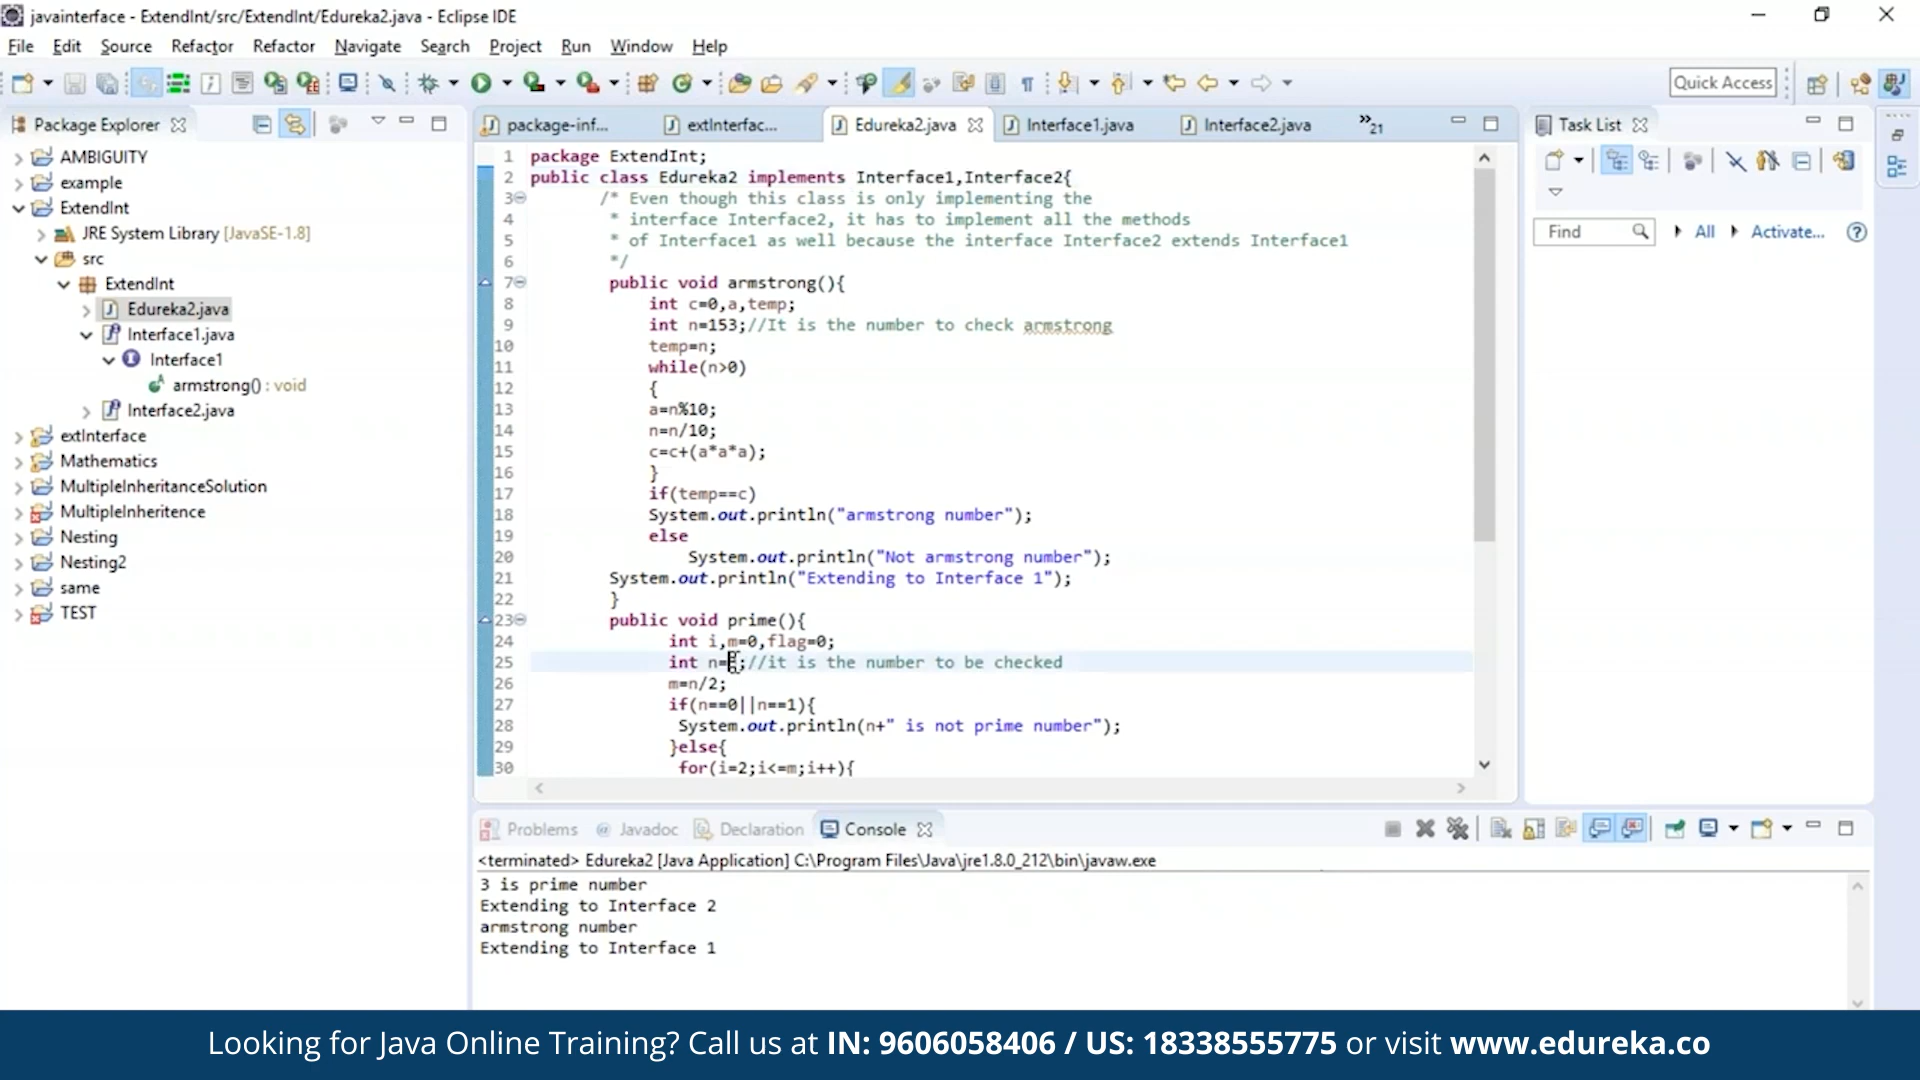 javainterface - ExtendInt/src/ExtendInt/Edureka2.java - Eclipse IDE
File Edit Source Refactor Refactor Navigate Search Project Run Window Help
Quick Access
Package Explorer
AMBIGUITY
example
ExtendInt
JRE System Library [JavaSE-1.8]
src
ExtendInt
Edureka2.java
Interface1.java
Interface1
armstrong() : void
Interface2.java
extInterface
Mathematics
MultipleInheritanceSolution
MultipleInheritence
Nesting
Nesting2
same
TEST
package-inf... extInterfac... Edureka2.java Interface1.java Interface2.java »21
1 package ExtendInt;
2 public class Edureka2 implements Interface1,Interface2{
3 /* Even though this class is only implementing the
4 * interface Interface2, it has to implement all the methods
5 * of Interface1 as well because the interface Interface2 extends Interface1
6 */
7 public void armstrong(){
8 int c=0,a,temp;
9 int n=153;//It is the number to check armstrong
10 temp=n;
11 while(n>0)
12 {
13 a=n%10;
14 n=n/10;
15 c=c+(a*a*a);
16 }
17 if(temp==c)
18 System.out.println("armstrong number");
19 else
20 System.out.println("Not armstrong number");
21 System.out.println("Extending to Interface 1");
22 }
23 public void prime(){
24 int i,m=0,flag=0;
25 int n= ;//it is the number to be checked
26 m=n/2;
27 if(n==0||n==1){
28 System.out.println(n+" is not prime number");
29 }else{
30 for(i=2;i<=m;i++){
Task List
Find All Activate...
Problems Javadoc Declaration Console
<terminated> Edureka2 [Java Application] C:\Program Files\Java\jre1.8.0_212\bin\javaw.exe
3 is prime number
Extending to Interface 2
armstrong number
Extending to Interface 1
Looking for Java Online Training? Call us at IN: 9606058406 / US: 18338555775 or visit www.edureka.co